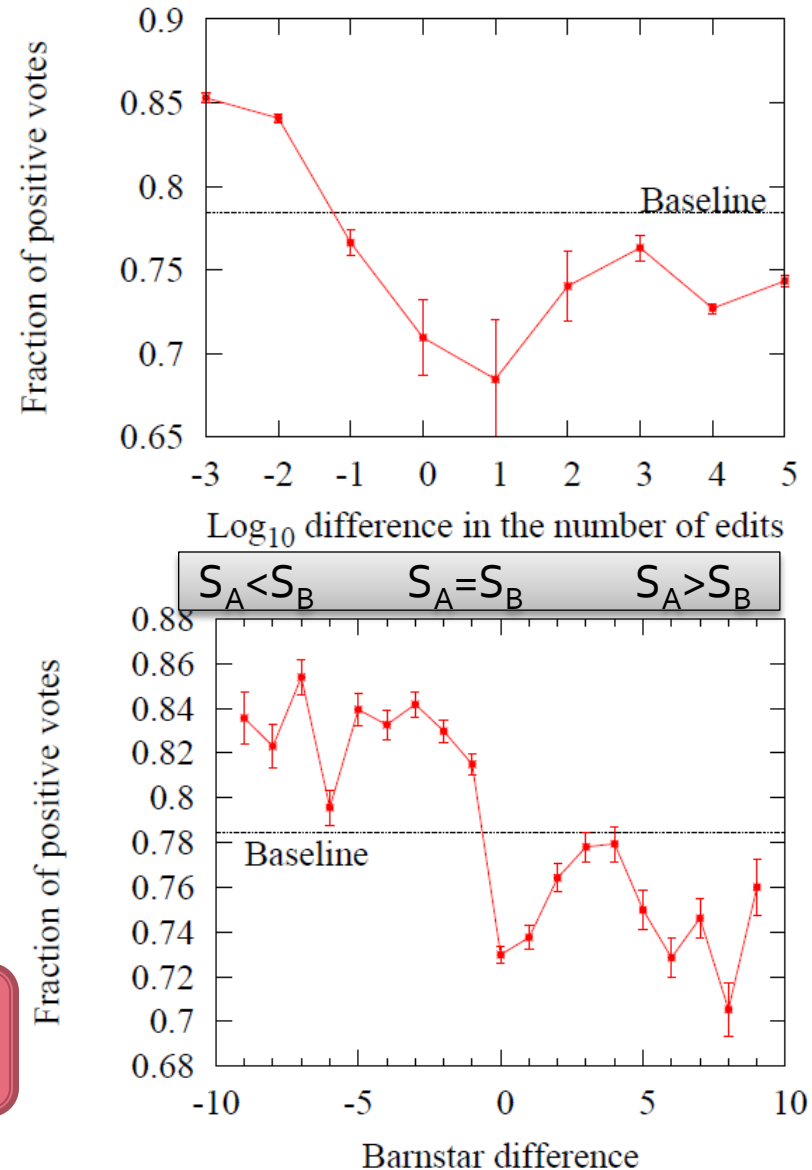 Fraction of positive votes
0.9
0.85
0.8
0.75
0.7
0.65
Baseline
-3 -2 -1 0 1 2 3 4 5
Log10 difference in the number of edits
SA<SB SA=SB SA>SB
Fraction of positive votes
0.88
0.86
0.84
0.82
0.8
0.78
0.76
0.74
0.72
0.7
0.68
Baseline
-10 -5 0 5 10
Barnstar difference